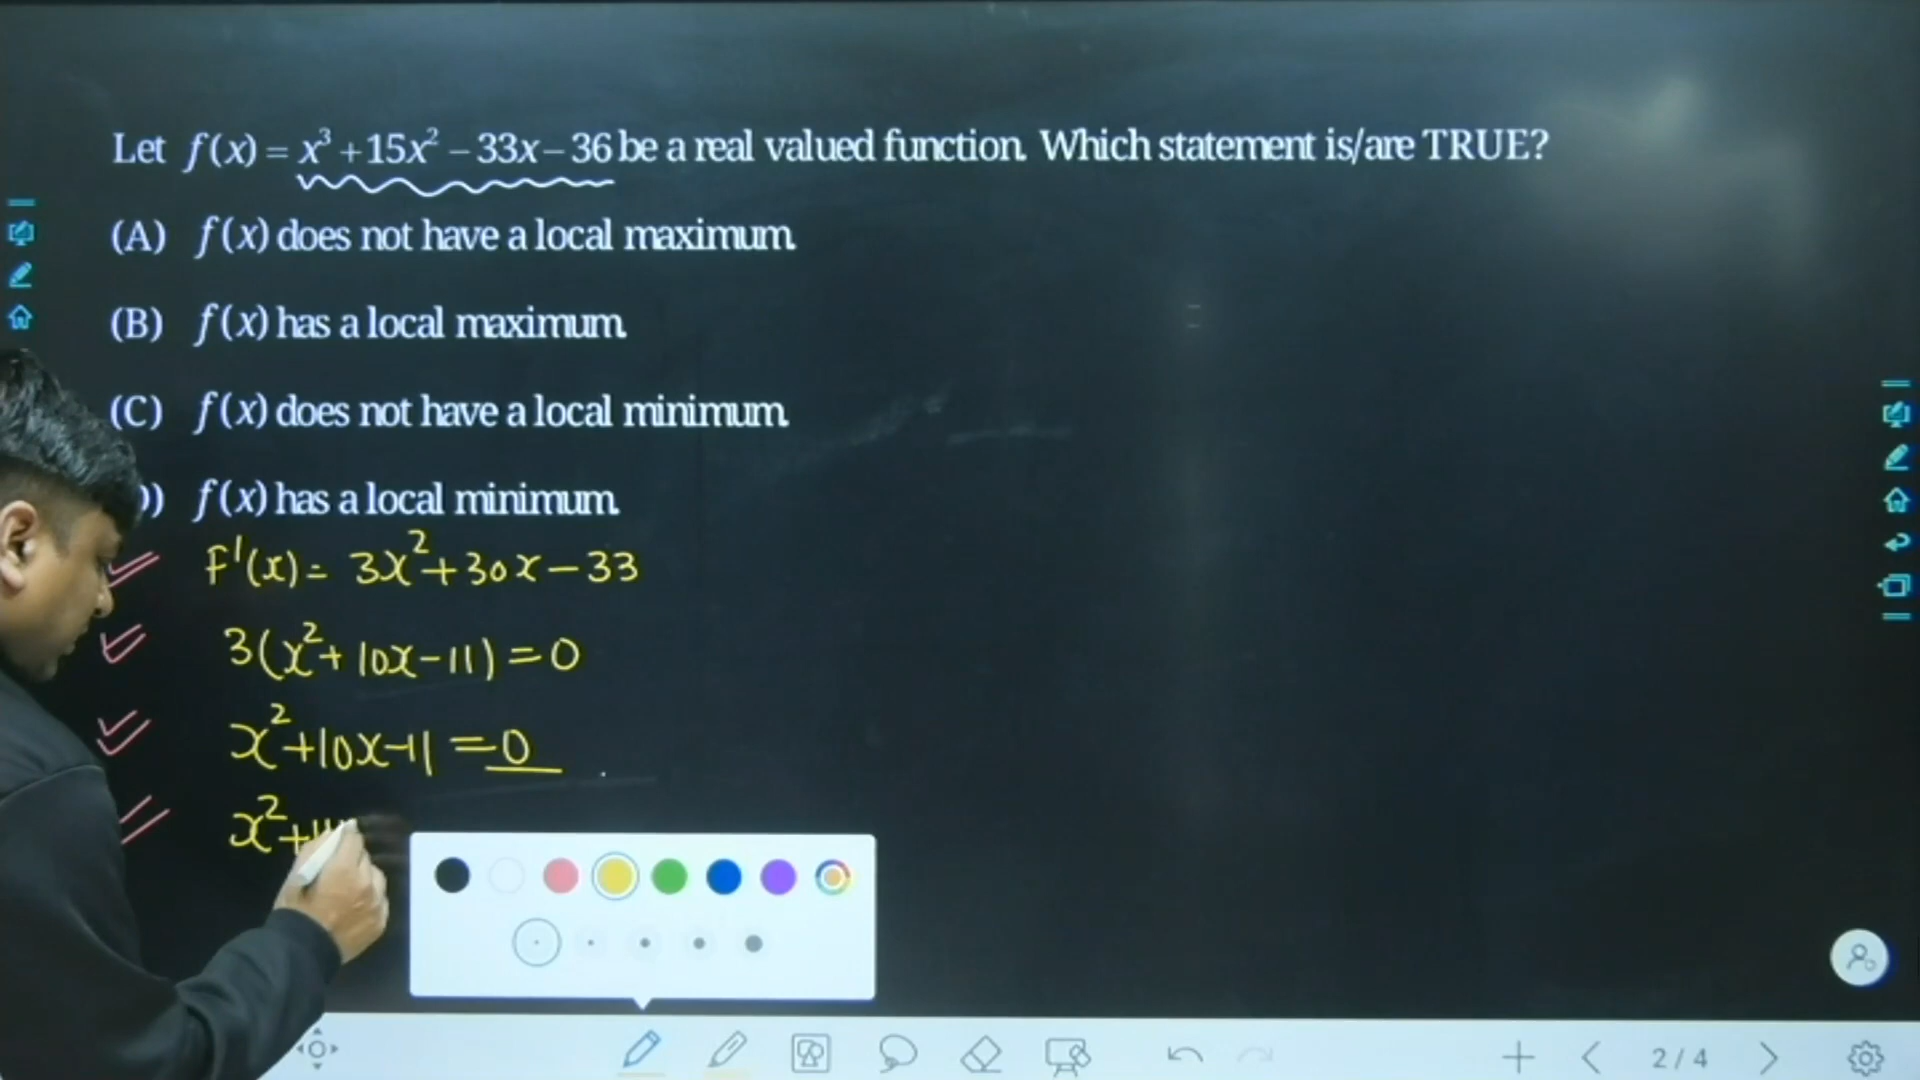 Let f(x) = x³ + 15x² − 33x − 36 be a real valued function. Which statement is/are TRUE?
(A) f(x) does not have a local maximum.
(B) f(x) has a local maximum.
(C) f(x) does not have a local minimum.
) f(x) has a local minimum.
F'(x) = 3x²+30x−33
3(x²+10x−11)=0
x²+10x−11=0
x²+
2 / 4